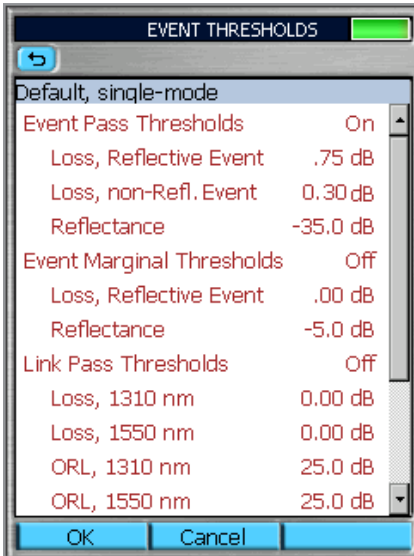 EVENT THRESHOLDS
Default, single-mode
Event Pass Thresholds On
Loss, Reflective Event .75 dB
Loss, non-Refl. Event 0.30 dB
Reflectance -35.0 dB
Event Marginal Thresholds Off
Loss, Reflective Event .00 dB
Reflectance -5.0 dB
Link Pass Thresholds Off
Loss, 1310 nm 0.00 dB
Loss, 1550 nm 0.00 dB
ORL, 1310 nm 25.0 dB
ORL, 1550 nm 25.0 dB
OK Cancel